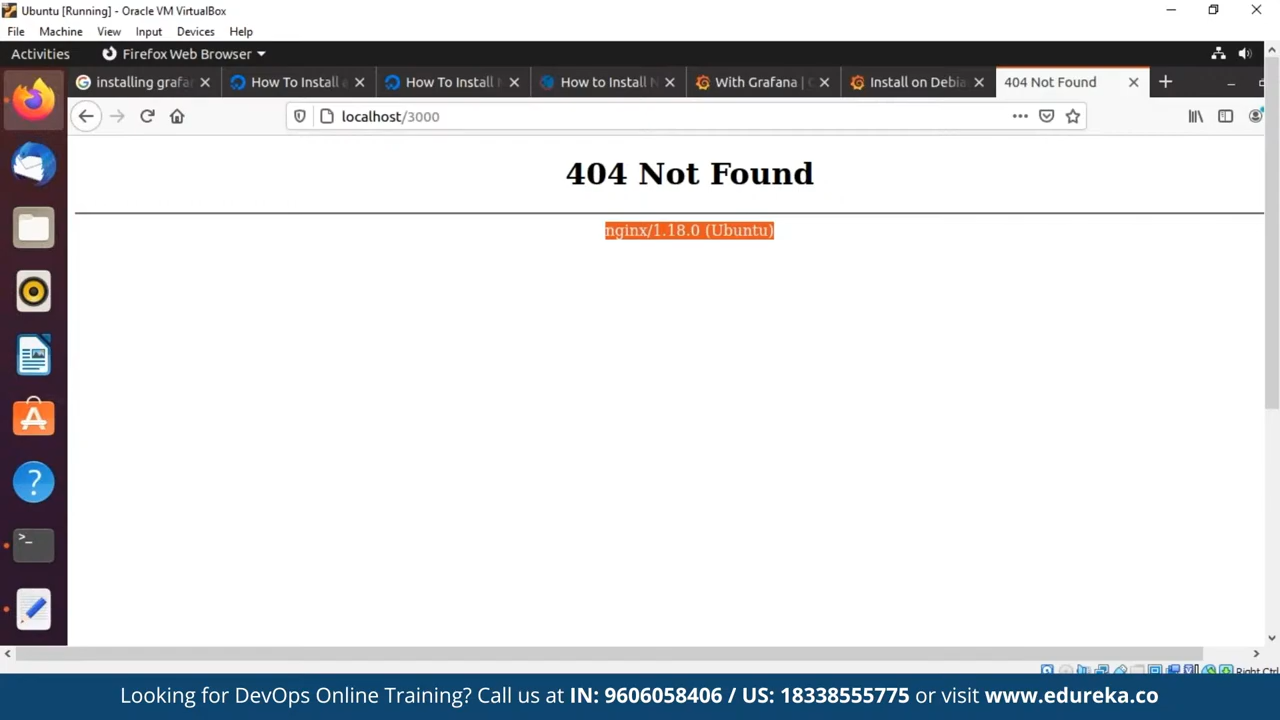 Ubuntu [Running] - Oracle VM VirtualBox
File Machine View Input Devices Help
Activities Firefox Web Browser
installing grafa How To Install a How To Install How to Install N With Grafana | Install on Debia 404 Not Found
localhost/3000
404 Not Found
nginx/1.18.0 (Ubuntu)
Right Ctrl
Looking for DevOps Online Training? Call us at IN: 9606058406 / US: 18338555775 or visit www.edureka.co